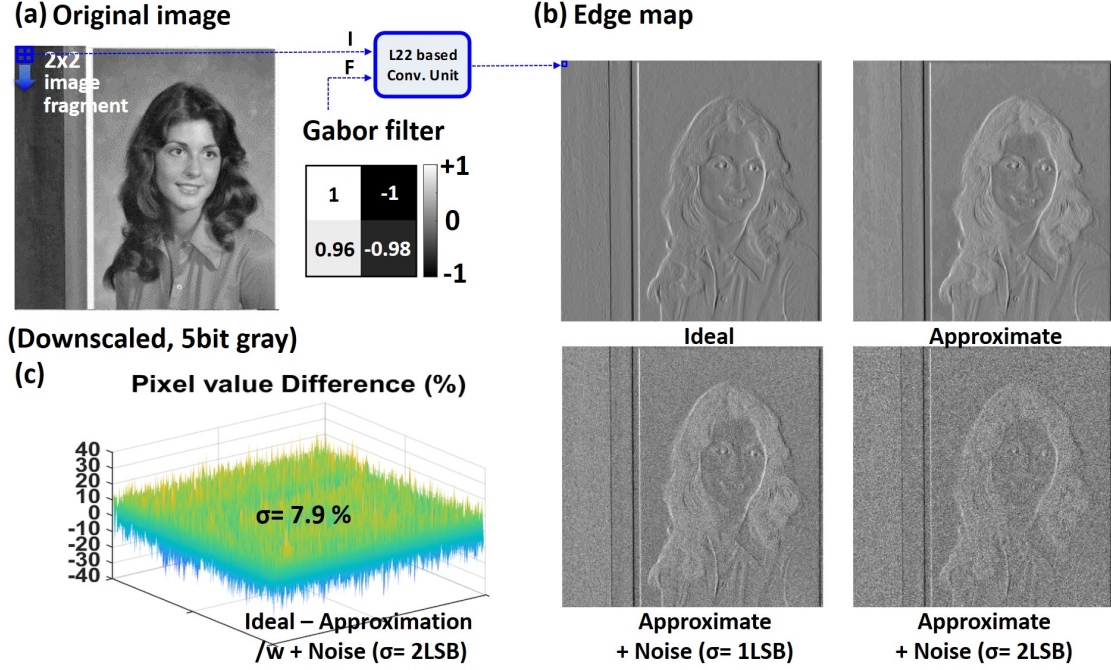 (a) Original image
2x2
image
fragment
I
F
L22 based
Conv. Unit
Gabor filter
1
-1
0.96
-0.98
+1
0
-1
(Downscaled, 5bit gray)
(b) Edge map
Ideal
Approximate
Approximate
+ Noise (σ= 1LSB)
Approximate
+ Noise (σ= 2LSB)
(c)
Pixel value Difference (%)
40
30
20
10
0
-10
-20
-30
-40
σ= 7.9 %
Ideal – Approximation
/w + Noise (σ= 2LSB)